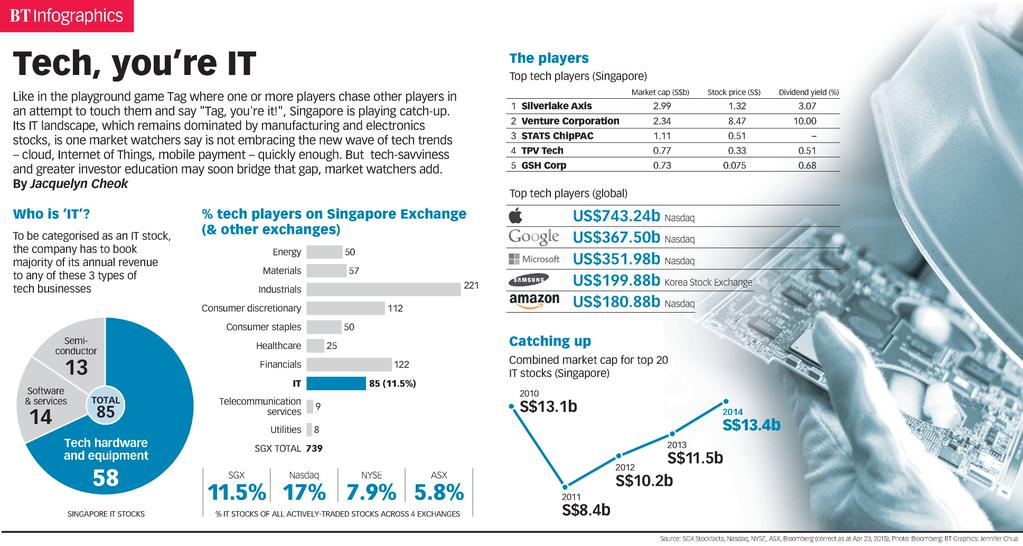 BT Infographics
Tech, you're IT
Like in the playground game Tag where one or more players chase other players in
an attempt to touch them and say "Tag, you're it!", Singapore is playing catch-up.
Its IT landscape, which remains dominated by manufacturing and electronics
stocks, is one market watchers say is not embracing the new wave of tech trends
– cloud, Internet of Things, mobile payment – quickly enough. But tech-savviness
and greater investor education may soon bridge that gap, market watchers add.
By Jacquelyn Cheok
Who is 'IT'?
To be categorised as an IT stock,
the company has to book
majority of its annual revenue
to any of these 3 types of
tech businesses
Semi-
conductor
13
Software
& services
14
TOTAL
85
Tech hardware
and equipment
58
SINGAPORE IT STOCKS
% tech players on Singapore Exchange
(& other exchanges)
Energy 50
Materials 57
Industrials 221
Consumer discretionary 112
Consumer staples 50
Healthcare 25
Financials 122
IT 85 (11.5%)
Telecommunication
services 9
Utilities 8
SGX TOTAL 739
SGX Nasdaq NYSE ASX
11.5% 17% 7.9% 5.8%
% IT STOCKS OF ALL ACTIVELY-TRADED STOCKS ACROSS 4 EXCHANGES
The players
Top tech players (Singapore)
Market cap (S$b) Stock price (S$) Dividend yield (%)
1 Silverlake Axis 2.99 1.32 3.07
2 Venture Corporation 2.34 8.47 10.00
3 STATS ChipPAC 1.11 0.51 –
4 TPV Tech 0.77 0.33 0.51
5 GSH Corp 0.73 0.075 0.68
Top tech players (global)
US$743.24b Nasdaq
Google US$367.50b Nasdaq
Microsoft US$351.98b Nasdaq
SAMSUNG US$199.88b Korea Stock Exchange
amazon US$180.88b Nasdaq
Catching up
Combined market cap for top 20
IT stocks (Singapore)
2010
S$13.1b
2011
S$8.4b
2012
S$10.2b
2013
S$11.5b
2014
S$13.4b
Source: SGX Stockfacts, Nasdaq, NYSE, ASX, Bloomberg (correct as at Apr 23, 2015); Photo: Bloomberg; BT Graphics: Jennifer Chua